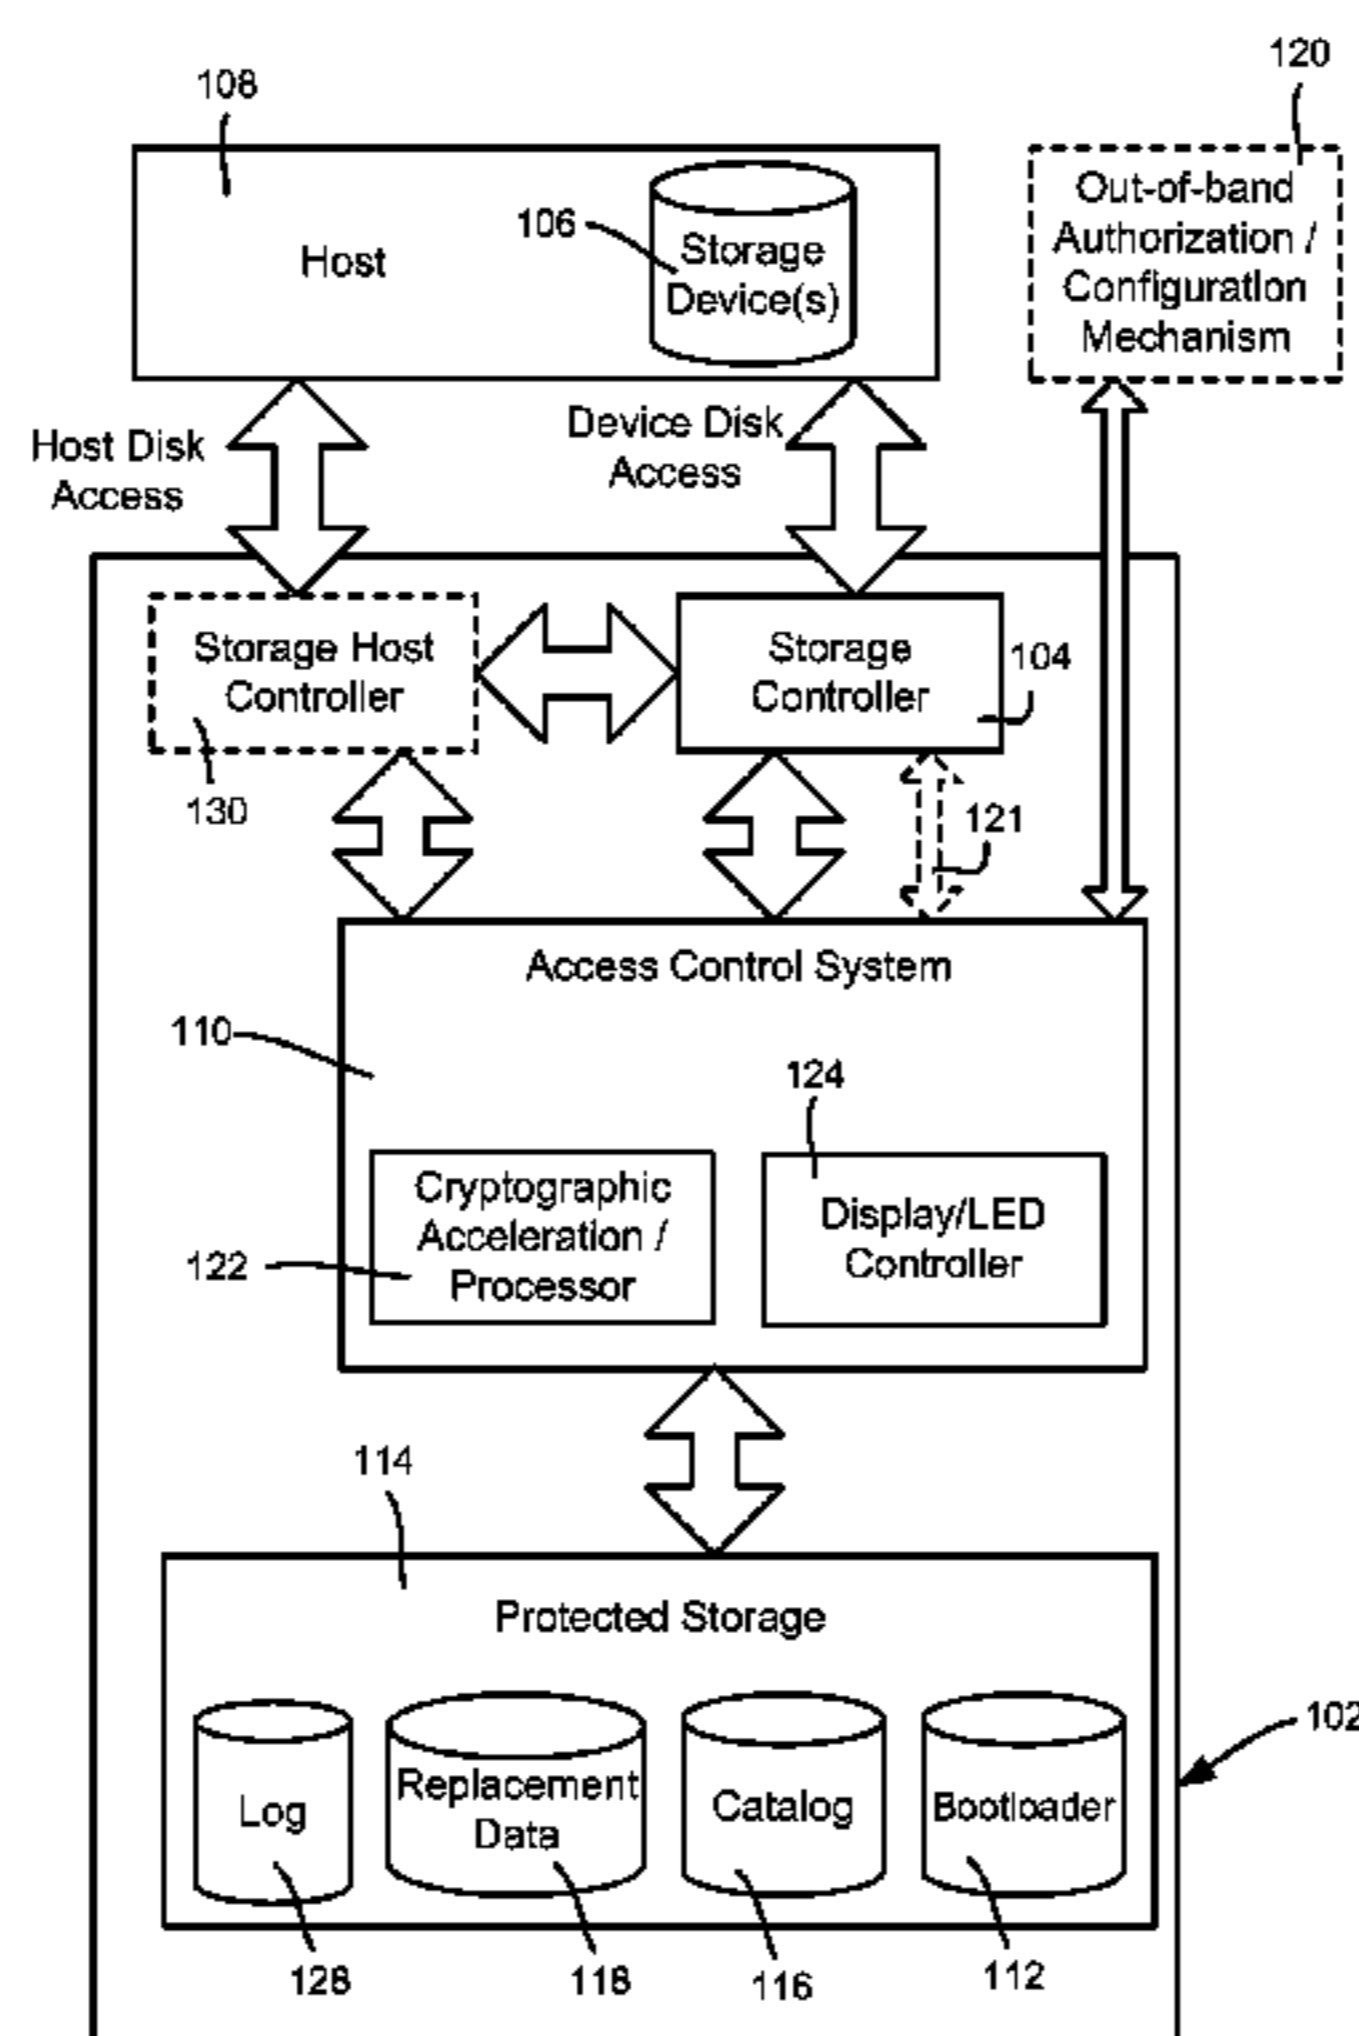 108
120
Host
106
Storage
Device(s)
Out-of-band
Authorization /
Configuration
Mechanism
Host Disk
Access
Device Disk
Access
Storage Host
Controller
130
Storage
Controller
104
121
Access Control System
110
124
Cryptographic
Acceleration /
Processor
122
Display/LED
Controller
114
Protected Storage
102
Log
Replacement
Data
Catalog
Bootloader
128
118
116
112